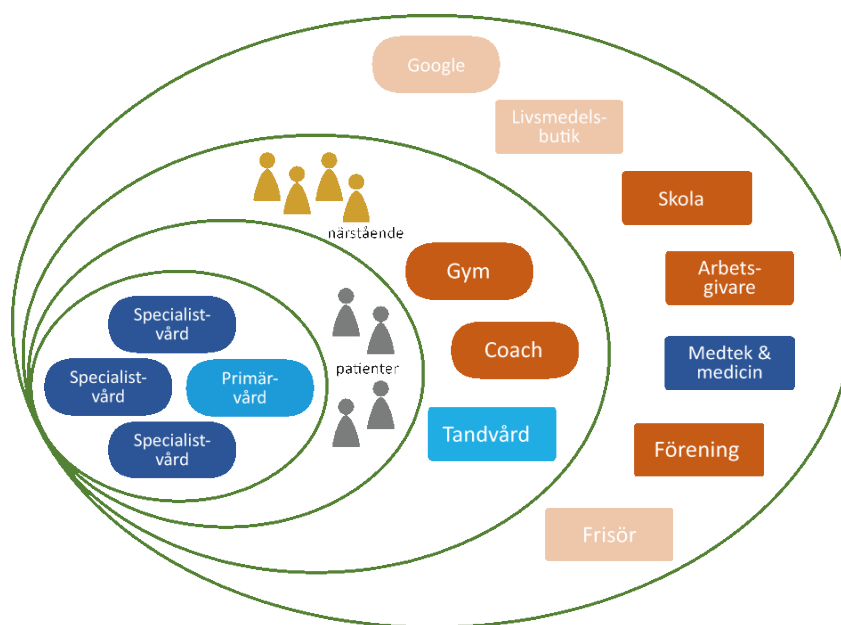 Google
Livsmedels-
butik
Skola
närstående
Gym
Arbets-
givare
Specialist-
vård
patienter
Coach
Medtek &
medicin
Specialist-
vård
Primär-
vård
Tandvård
Förening
Specialist-
vård
Frisör